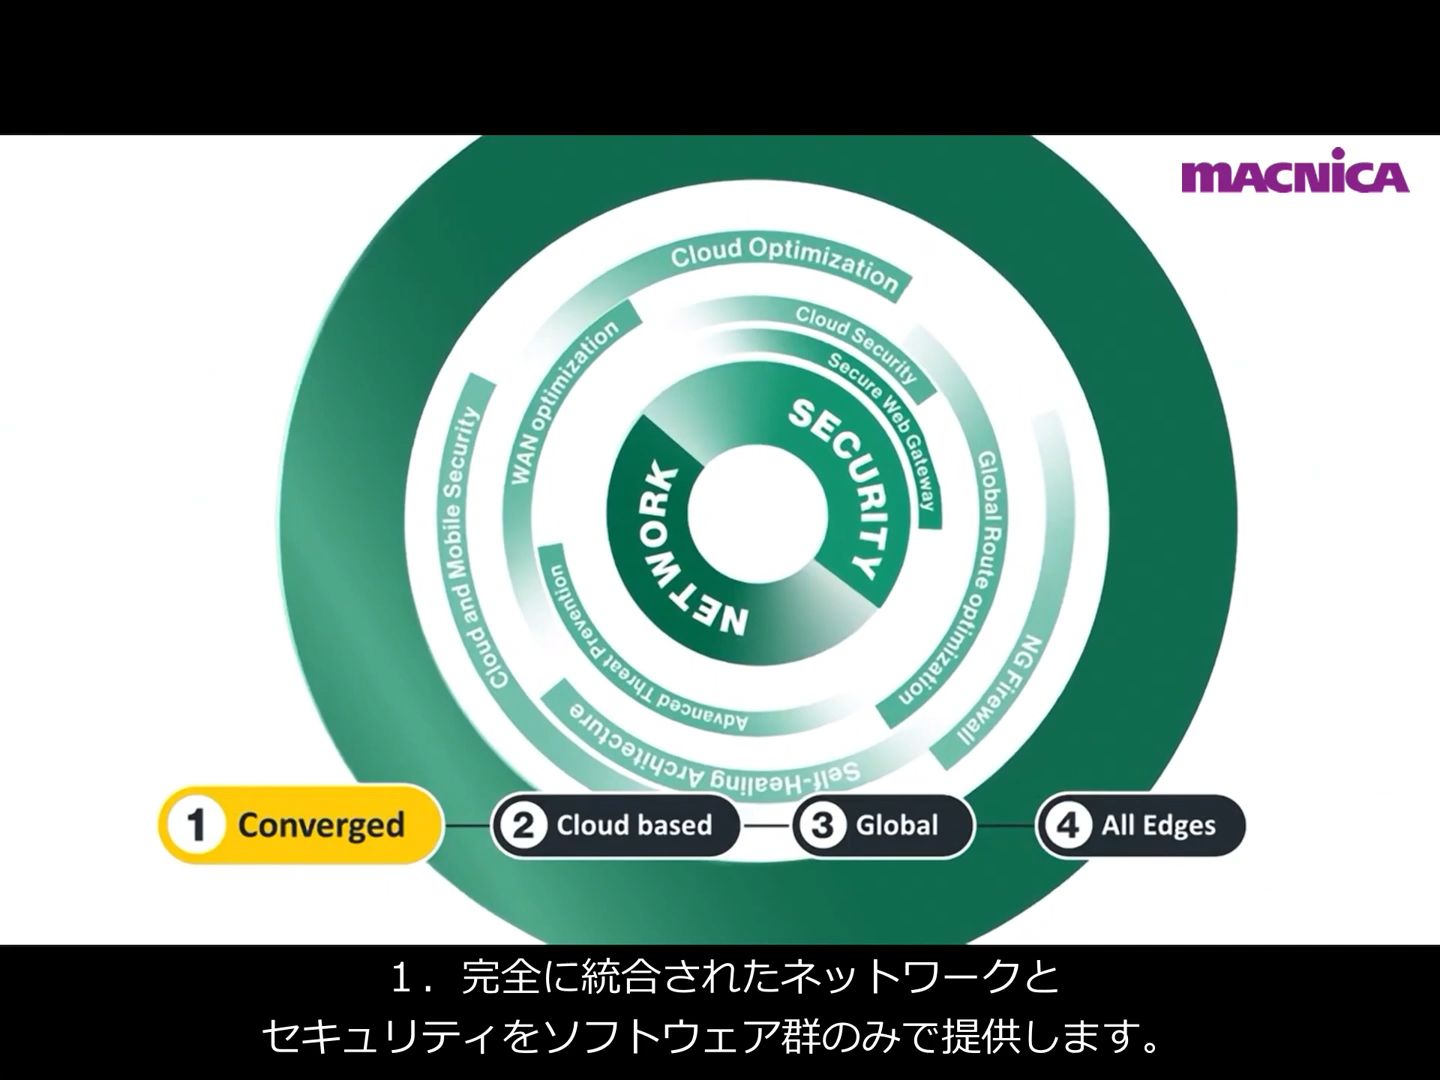 macnica
Cloud Optimization
Cloud Security
Secure Web Gateway
WAN optimization
Cloud and Mobile Security
SECURITY
NETWORK
Global Route optimization
NG Firewall
Advanced Threat Prevention
Self-Healing Architecture
1 Converged
2 Cloud based
3 Global
4 All Edges
１．完全に統合されたネットワークと
セキュリティをソフトウェア群のみで提供します。